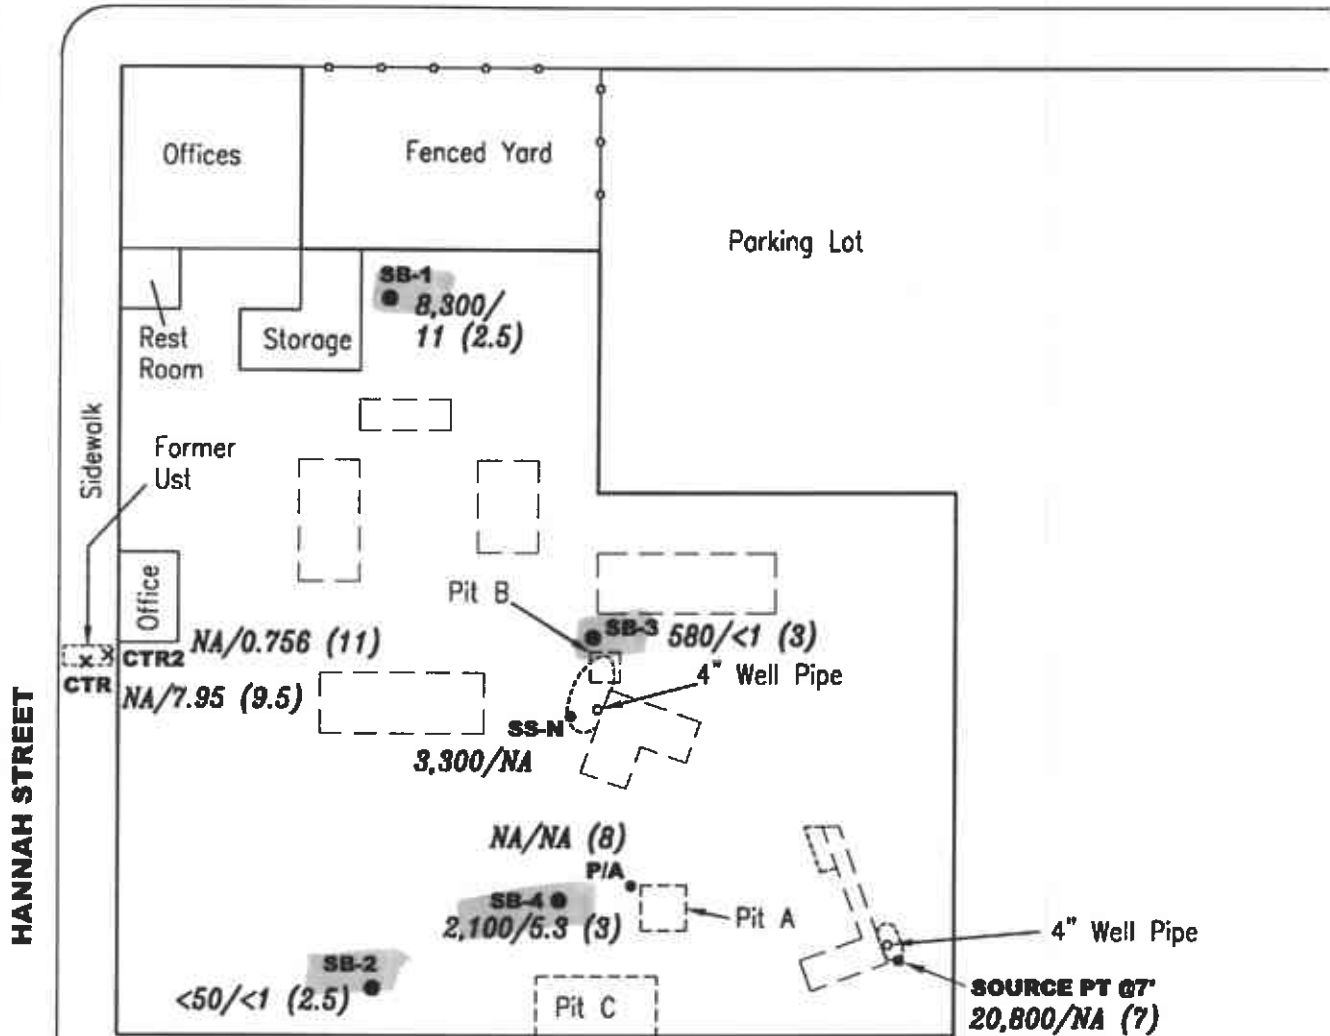 Offices
Fenced Yard
Parking Lot
SB-1
8,300/
11 (2.5)
Rest
Room
Storage
Sidewalk
Former
Ust
Office
Pit B
SB-3 580/<1 (3)
CTR2 NA/0.756 (11)
CTR NA/7.95 (9.5)
4" Well Pipe
SS-N
3,300/NA
HANNAH STREET
NA/NA (8)
P/A
SB-4
2,100/5.3 (3)
Pit A
4" Well Pipe
SB-2
<50/<1 (2.5)
Pit C
SOURCE PT @7'
20,800/NA (7)